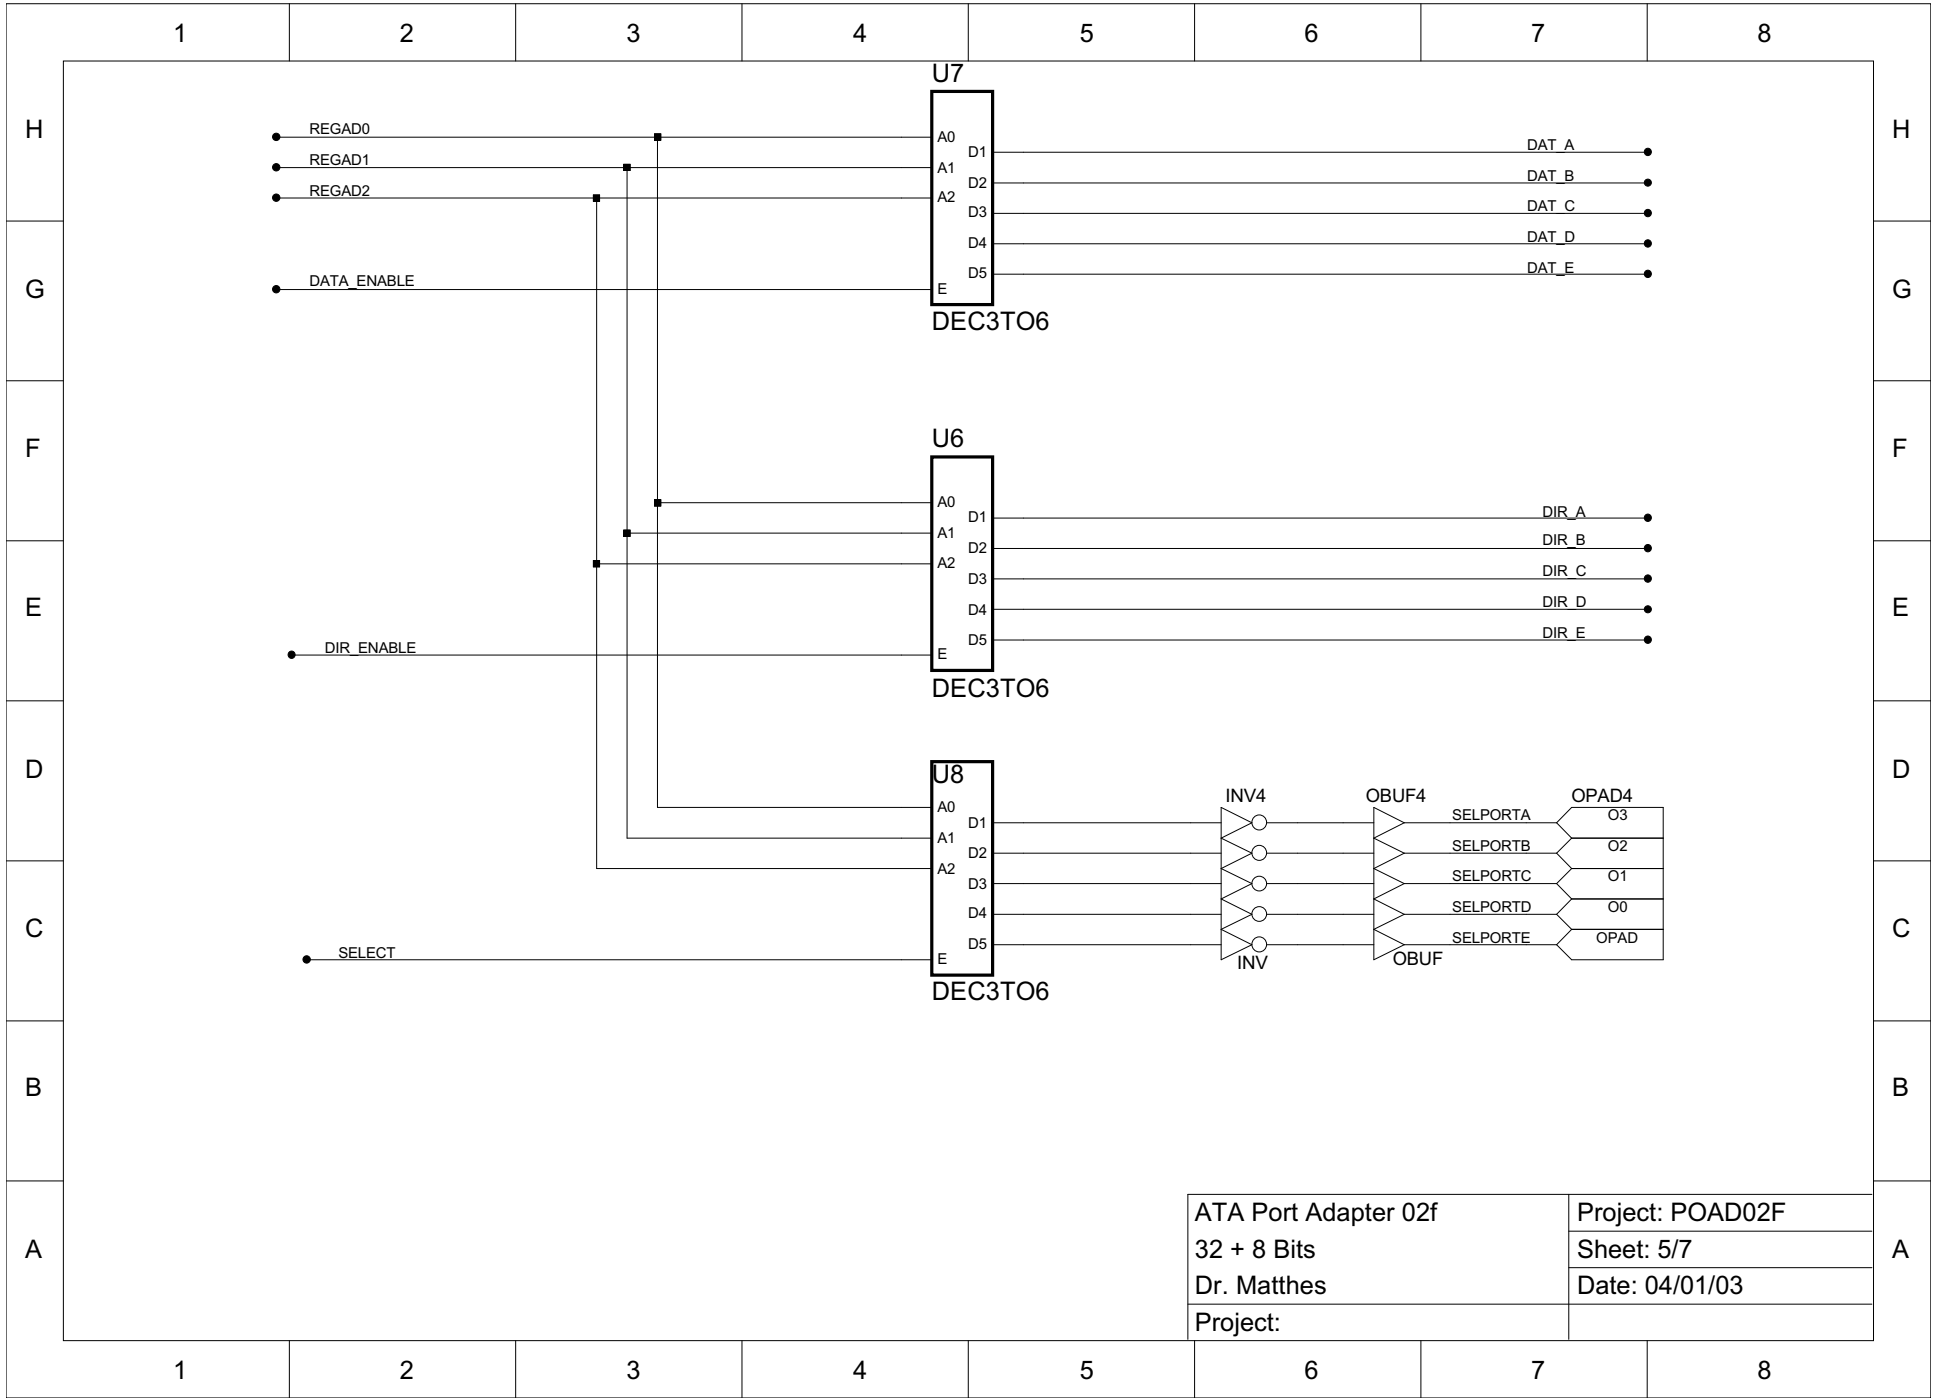 1 2 3 4 5 6 7 8
U7
H H
REGAD0
A0
D1
DAT_A
REGAD1
A1
D2
DAT_B
REGAD2
A2
D3
DAT_C
D4
DAT_D
D5
DAT_E
G G
DATA_ENABLE
E
DEC3TO6
F F
U6
A0
D1
DIR_A
A1
D2
DIR_B
A2
D3
DIR_C
E E
D4
DIR_D
D5
DIR_E
DIR_ENABLE
E
DEC3TO6
D D
U8
INV4 OBUF4 OPAD4
A0
D1
SELPORTA O3
A1
D2
SELPORTB O2
A2
D3
SELPORTC O1
C C
D4
SELPORTD O0
D5
SELPORTE OPAD
SELECT
E
INV OBUF
DEC3TO6
B B
A A
ATA Port Adapter 02f
Project: POAD02F
32 + 8 Bits
Sheet: 5/7
Dr. Matthes
Date: 04/01/03
Project:
1 2 3 4 5 6 7 8